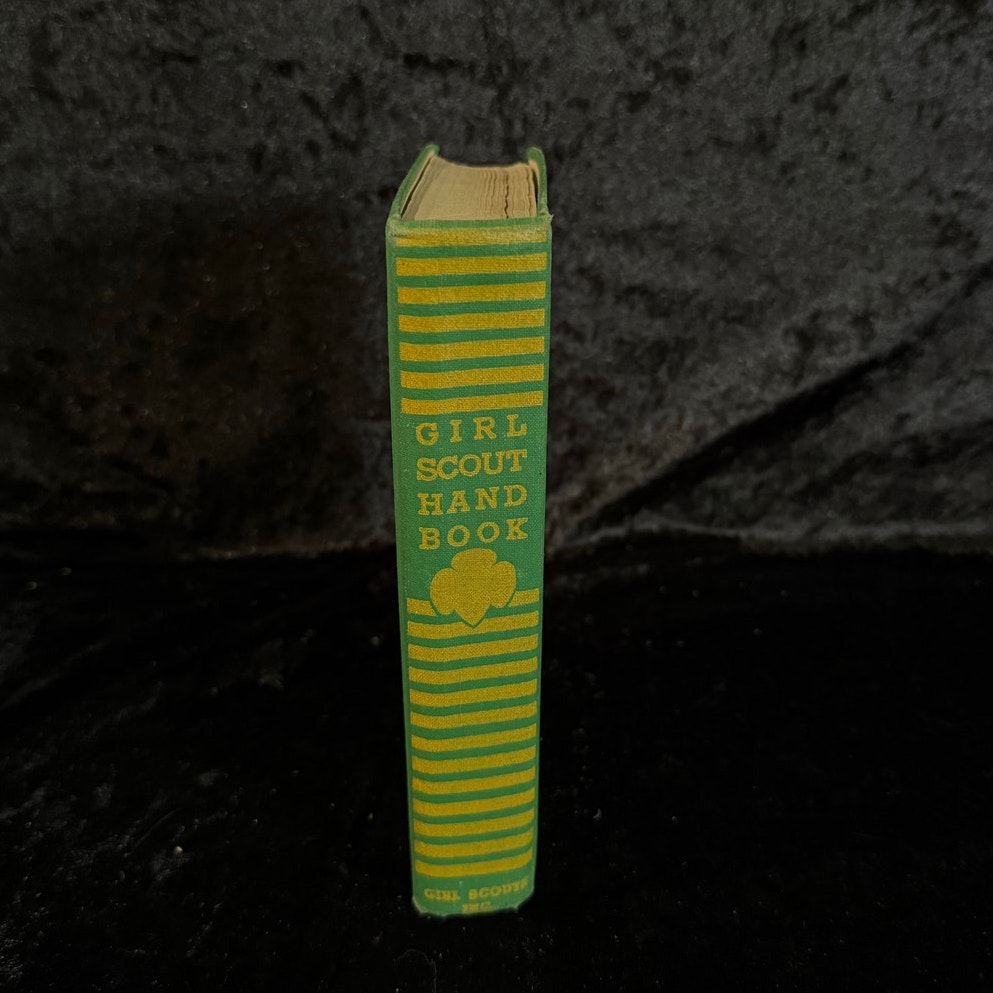 GIRL
SCOUT
HAND
BOOK
GIRL SCOUTS
INC.